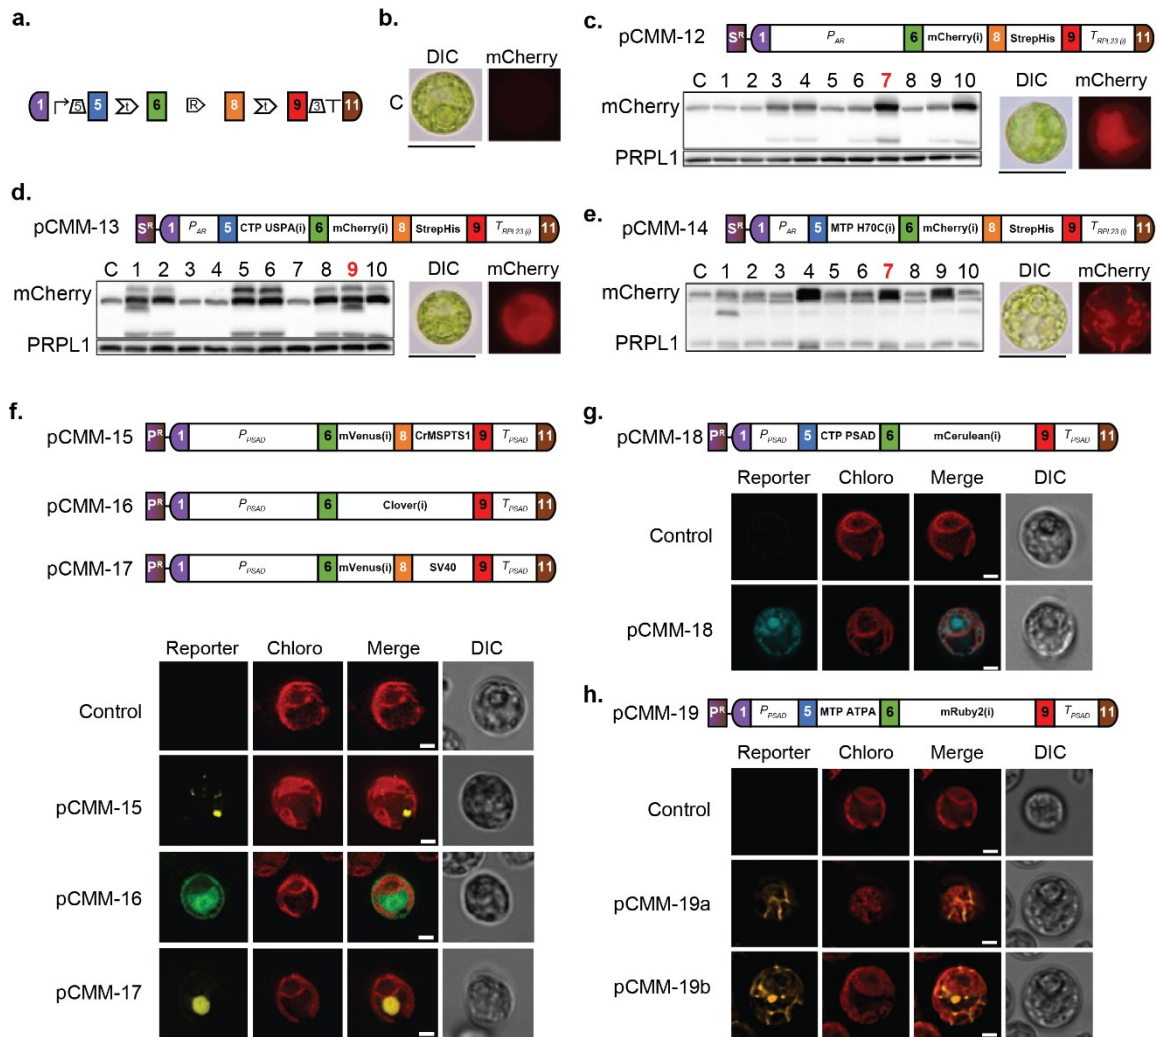 a.
1 5 5 1 6 R 8 1 9 3 11
b.
DIC mCherry
C
c.
pCMM-12 S^R 1 P_AR 6 mCherry(i) 8 StrepHis 9 T_RPL23 (i) 11
C 1 2 3 4 5 6 7 8 9 10
DIC mCherry
mCherry
PRPL1
d.
pCMM-13 S^R 1 P_AR 5 CTP USPA(i) 6 mCherry(i) 8 StrepHis 9 T_RPL23 (i) 11
C 1 2 3 4 5 6 7 8 9 10
DIC mCherry
mCherry
PRPL1
e.
pCMM-14 S^R 1 P_AR 5 MTP H70C(i) 6 mCherry(i) 8 StrepHis 9 T_RPL23 (i) 11
C 1 2 3 4 5 6 7 8 9 10
DIC mCherry
mCherry
PRPL1
f.
pCMM-15 P^R 1 P_PSAD 6 mVenus(i) 8 CrMSPTS1 9 T_PSAD 11
pCMM-16 P^R 1 P_PSAD 6 Clover(i) 9 T_PSAD 11
pCMM-17 P^R 1 P_PSAD 6 mVenus(i) 8 SV40 9 T_PSAD 11
Reporter Chloro Merge DIC
Control
pCMM-15
pCMM-16
pCMM-17
g.
pCMM-18 P^R 1 P_PSAD 5 CTP PSAD 6 mCerulean(i) 9 T_PSAD 11
Reporter Chloro Merge DIC
Control
pCMM-18
h.
pCMM-19 P^R 1 P_PSAD 5 MTP ATPA 6 mRuby2(i) 9 T_PSAD 11
Reporter Chloro Merge DIC
Control
pCMM-19a
pCMM-19b